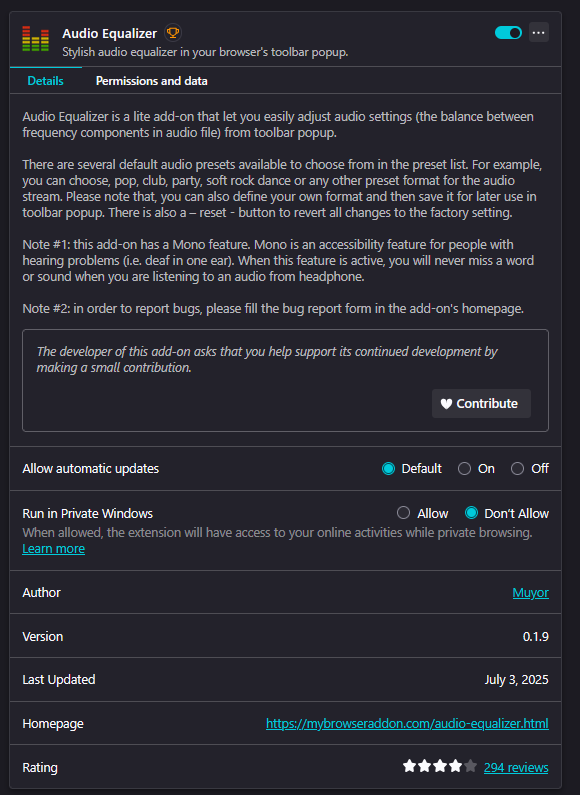 Audio Equalizer
Stylish audio equalizer in your browser's toolbar popup.
Details Permissions and data
Audio Equalizer is a lite add-on that let you easily adjust audio settings (the balance between
frequency components in audio file) from toolbar popup.
There are several default audio presets available to choose from in the preset list. For example,
you can choose, pop, club, party, soft rock dance or any other preset format for the audio
stream. Please note that, you can also define your own format and then save it for later use in
toolbar popup. There is also a – reset - button to revert all changes to the factory setting.
Note #1: this add-on has a Mono feature. Mono is an accessibility feature for people with
hearing problems (i.e. deaf in one ear). When this feature is active, you will never miss a word
or sound when you are listening to an audio from headphone.
Note #2: in order to report bugs, please fill the bug report form in the add-on's homepage.
The developer of this add-on asks that you help support its continued development by
making a small contribution.
Contribute
Allow automatic updates Default On Off
Run in Private Windows Allow Don't Allow
When allowed, the extension will have access to your online activities while private browsing.
Learn more
Author Muyor
Version 0.1.9
Last Updated July 3, 2025
Homepage https://mybrowseraddon.com/audio-equalizer.html
Rating 294 reviews